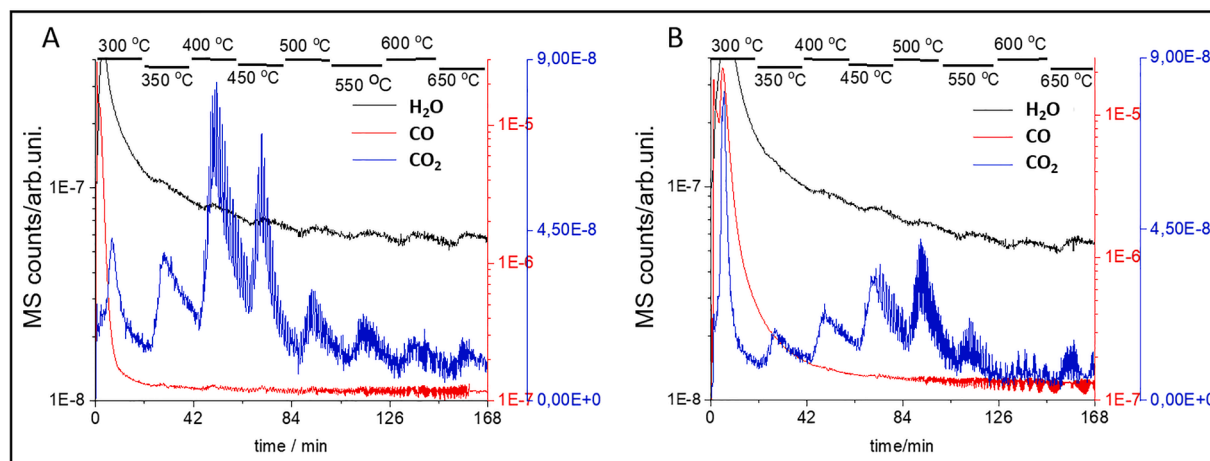 A
300 °C
400 °C
500 °C
600 °C
350 °C
450 °C
550 °C
650 °C
H2O
CO
CO2
MS counts/arb.uni.
1E-7
1E-8
1E-5
1E-6
1E-7
9,00E-8
4,50E-8
0,00E+0
0
42
84
126
168
time / min
B
300 °C
400 °C
500 °C
600 °C
350 °C
450 °C
550 °C
650 °C
H2O
CO
CO2
MS counts/arb.uni.
1E-7
1E-8
1E-5
1E-6
1E-7
9,00E-8
4,50E-8
0,00E+0
0
42
84
126
168
time/min